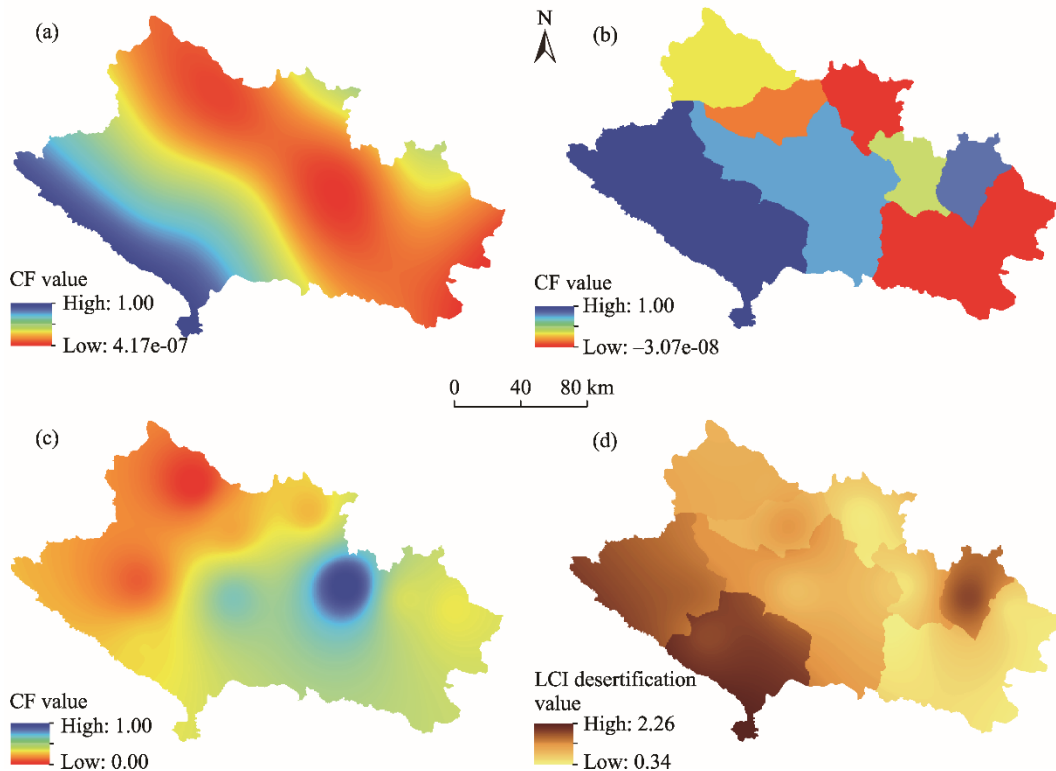 (a)
N
(b)
CF value
High: 1.00
Low: 4.17e-07
CF value
High: 1.00
Low: –3.07e-08
0 40 80 km
(c)
(d)
CF value
High: 1.00
Low: 0.00
LCI desertification
value
High: 2.26
Low: 0.34